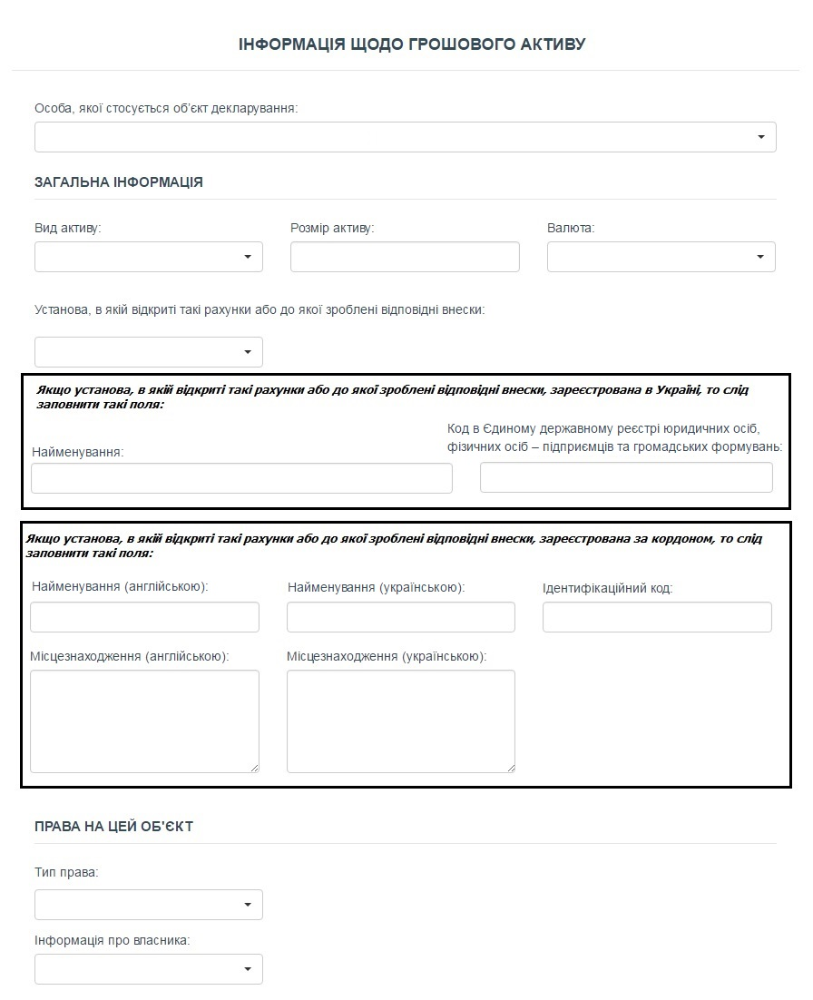 ІНФОРМАЦІЯ ЩОДО ГРОШОВОГО АКТИВУ
Особа, якої стосується об’єкт декларування:
ЗАГАЛЬНА ІНФОРМАЦІЯ
Вид активу:
Розмір активу:
Валюта:
Установа, в якій відкриті такі рахунки або до якої зроблені відповідні внески:
Якщо установа, в якій відкриті такі рахунки або до якої зроблені відповідні внески, зареєстрована в Україні, то слід
заповнити такі поля:
Найменування:
Код в Єдиному державному реєстрі юридичних осіб,
фізичних осіб – підприємців та громадських формувань:
Якщо установа, в якій відкриті такі рахунки або до якої зроблені відповідні внески, зареєстрована за кордоном, то слід
заповнити такі поля:
Найменування (англійською):
Найменування (українською):
Ідентифікаційний код:
Місцезнаходження (англійською):
Місцезнаходження (українською):
ПРАВА НА ЦЕЙ ОБ'ЄКТ
Тип права:
Інформація про власника: